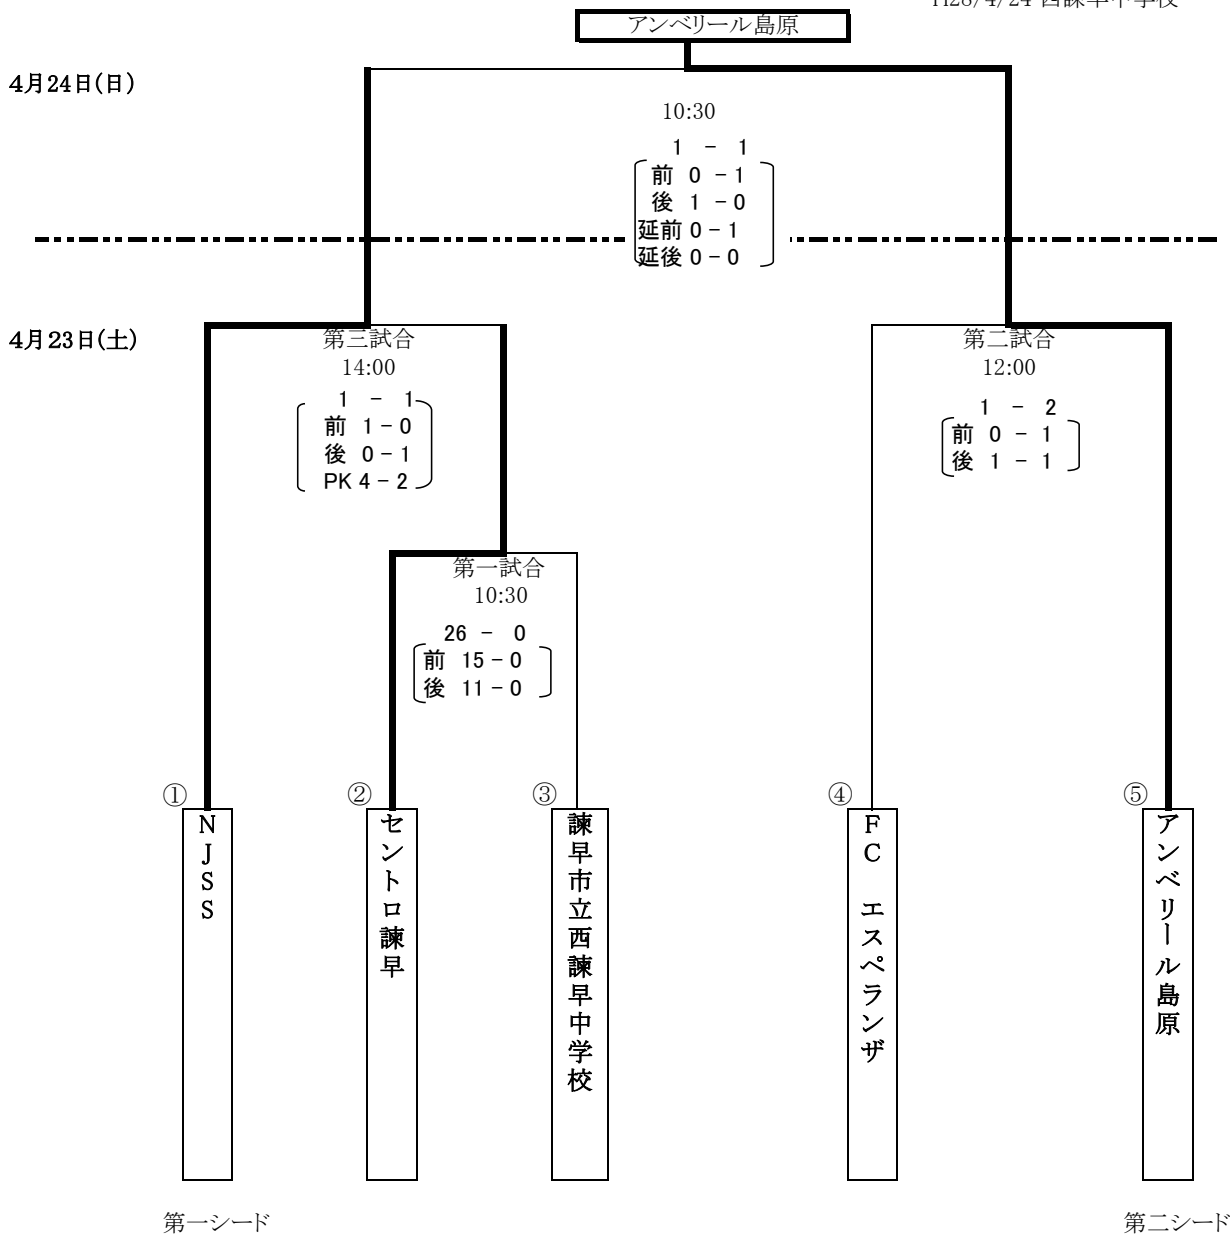 H28/4/24 西諫早中学校
アンベリール島原
4月24日(日)
10:30
1 － 1
前 0 －1
後 1 －0
延前 0－1
延後 0－0
4月23日(土)
第三試合
14:00
1 － 1
前 1－0
後 0－1
PK 4－2
第二試合
12:00
1 － 2
前 0 － 1
後 1 － 1
第一試合
10:30
26 － 0
前 15－0
後 11－0
①
NJSS
②
セントロ諫早
③
諫早市立西諫早中学校
④
FC エスペランザ
⑤
アンベリール島原
第一シード
第二シード